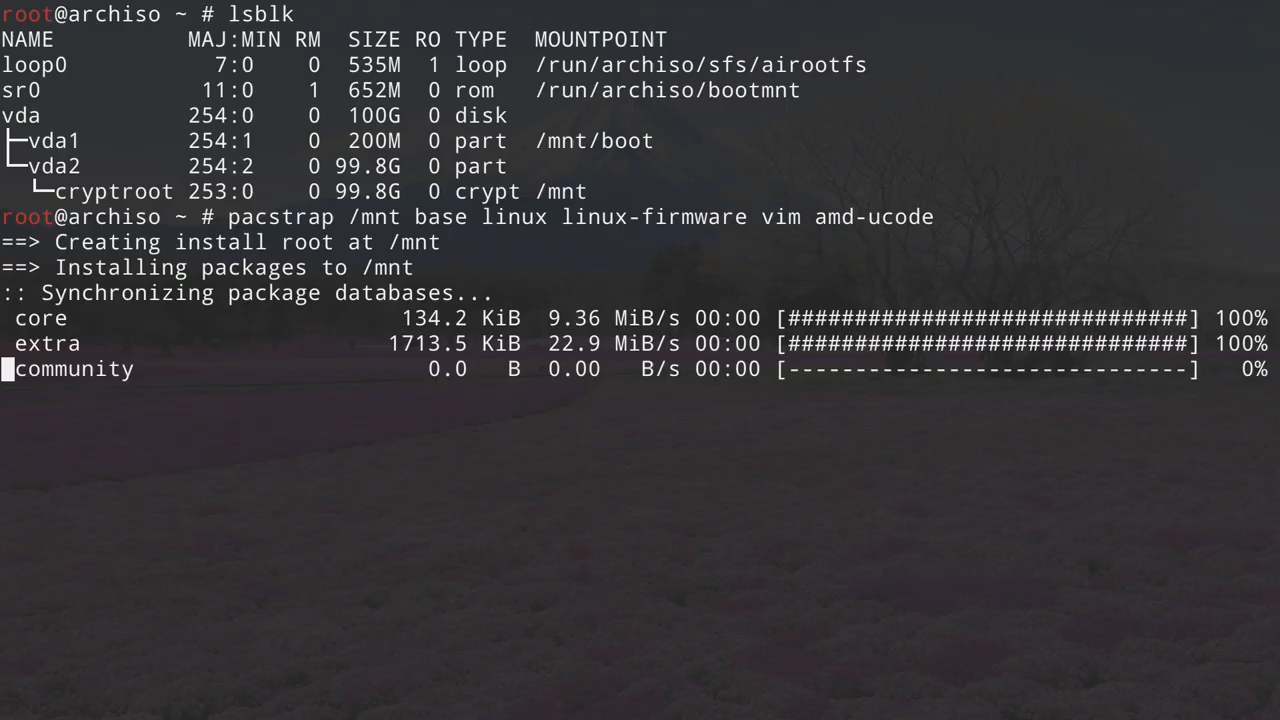 root@archiso ~ # lsblk
NAME          MAJ:MIN RM   SIZE RO TYPE  MOUNTPOINT
loop0           7:0    0   535M  1 loop  /run/archiso/sfs/airootfs
sr0            11:0    1   652M  0 rom   /run/archiso/bootmnt
vda           254:0    0   100G  0 disk
├─vda1        254:1    0   200M  0 part  /mnt/boot
└─vda2        254:2    0  99.8G  0 part
  └─cryptroot 253:0    0  99.8G  0 crypt /mnt
root@archiso ~ # pacstrap /mnt base linux linux-firmware vim amd-ucode
==> Creating install root at /mnt
==> Installing packages to /mnt
:: Synchronizing package databases...
 core                         134.2 KiB  9.36 MiB/s 00:00 [##############################] 100%
 extra                       1713.5 KiB  22.9 MiB/s 00:00 [##############################] 100%
 community                      0.0   B  0.00   B/s 00:00 [------------------------------]   0%